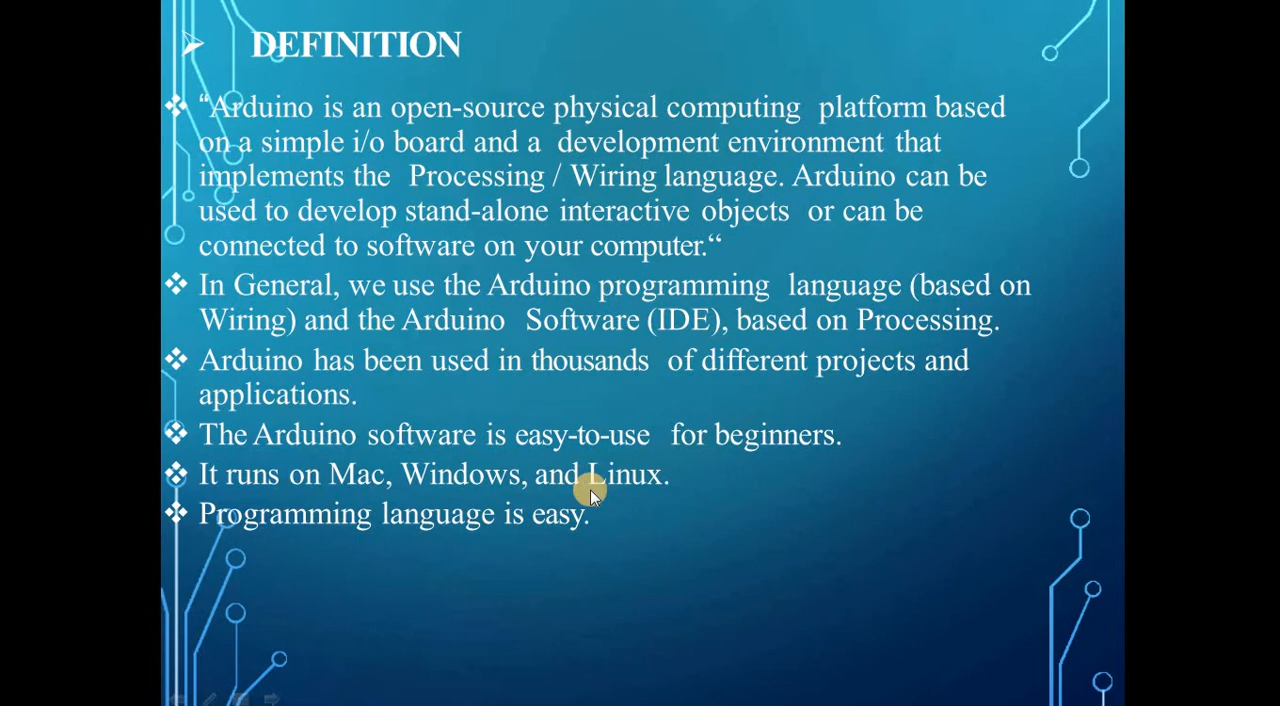 DEFINITION
“Arduino is an open-source physical computing platform based
on a simple i/o board and a development environment that
implements the Processing / Wiring language. Arduino can be
used to develop stand-alone interactive objects or can be
connected to software on your computer.“
In General, we use the Arduino programming language (based on
Wiring) and the Arduino Software (IDE), based on Processing.
Arduino has been used in thousands of different projects and
applications.
The Arduino software is easy-to-use for beginners.
It runs on Mac, Windows, and Linux.
Programming language is easy.